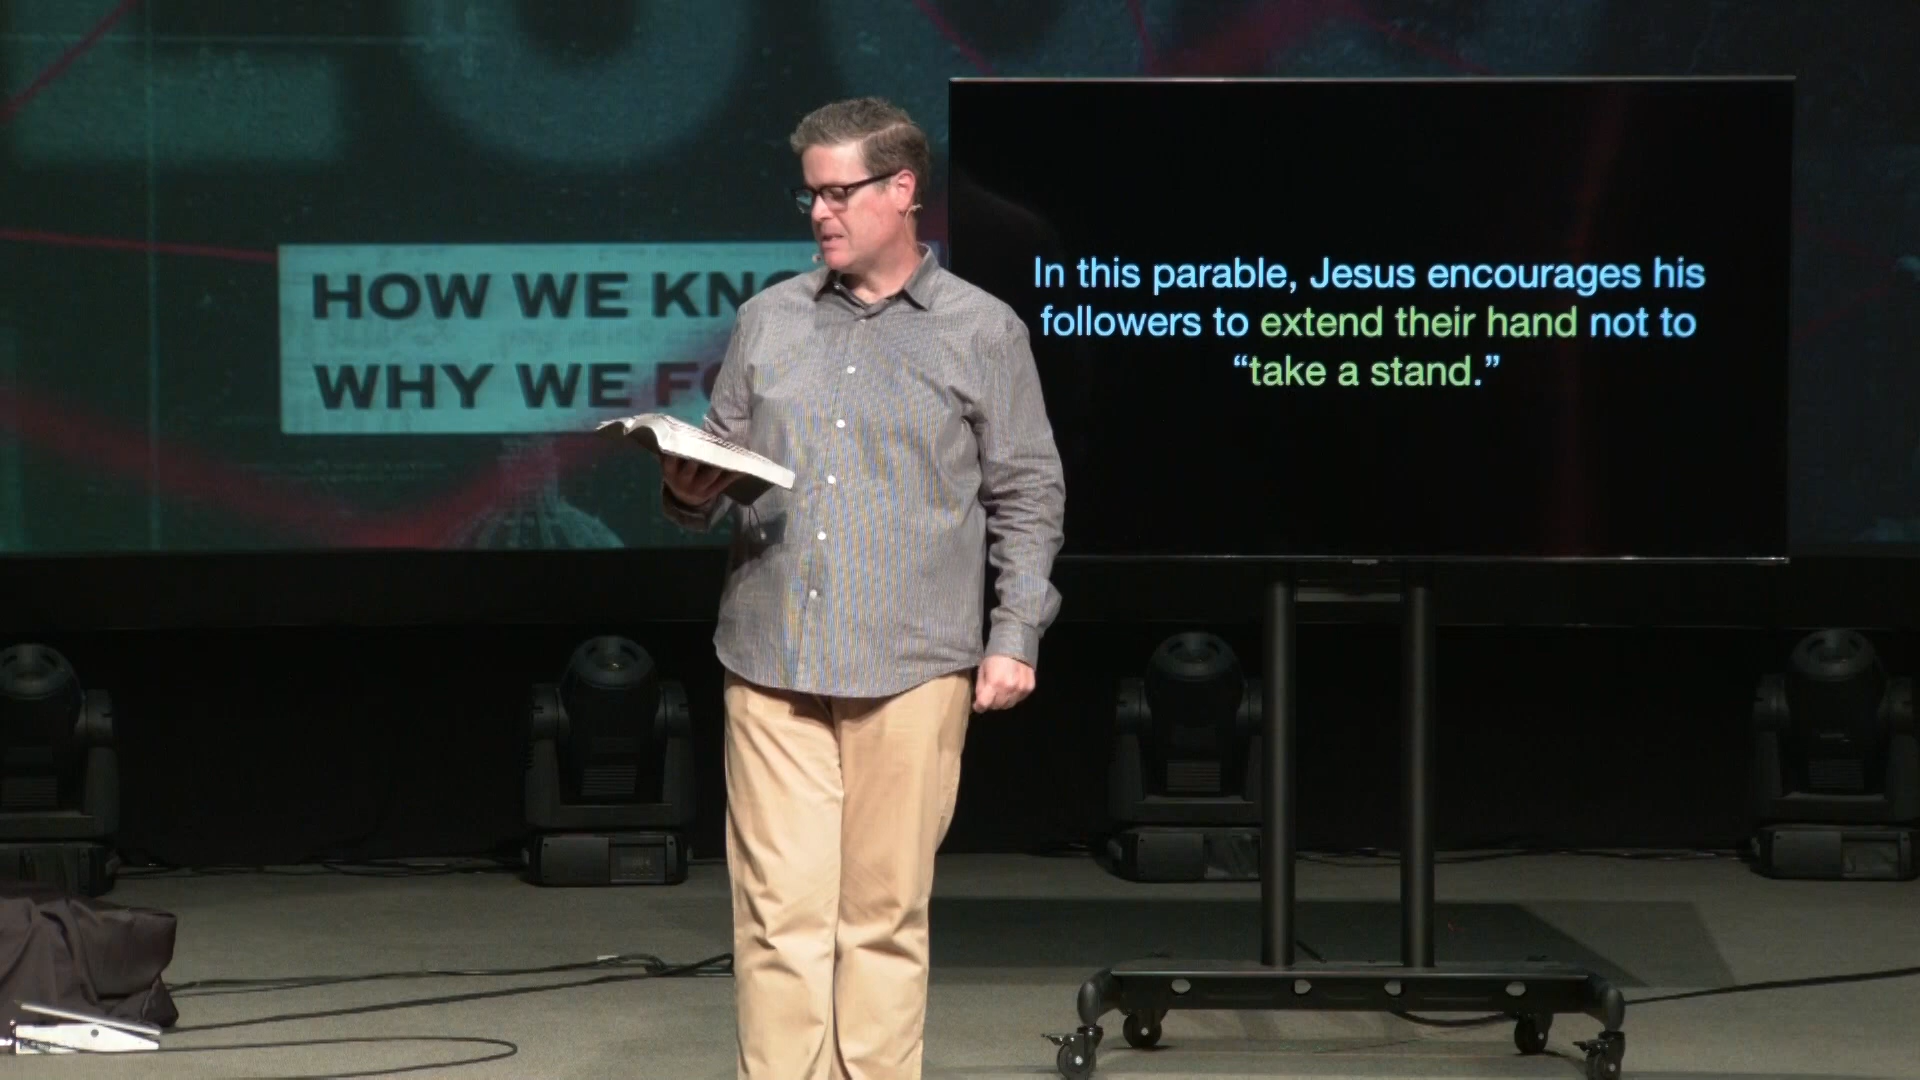 HOW WE KN
WHY WE FO
In this parable, Jesus encourages his
followers to extend their hand not to
“take a stand.”